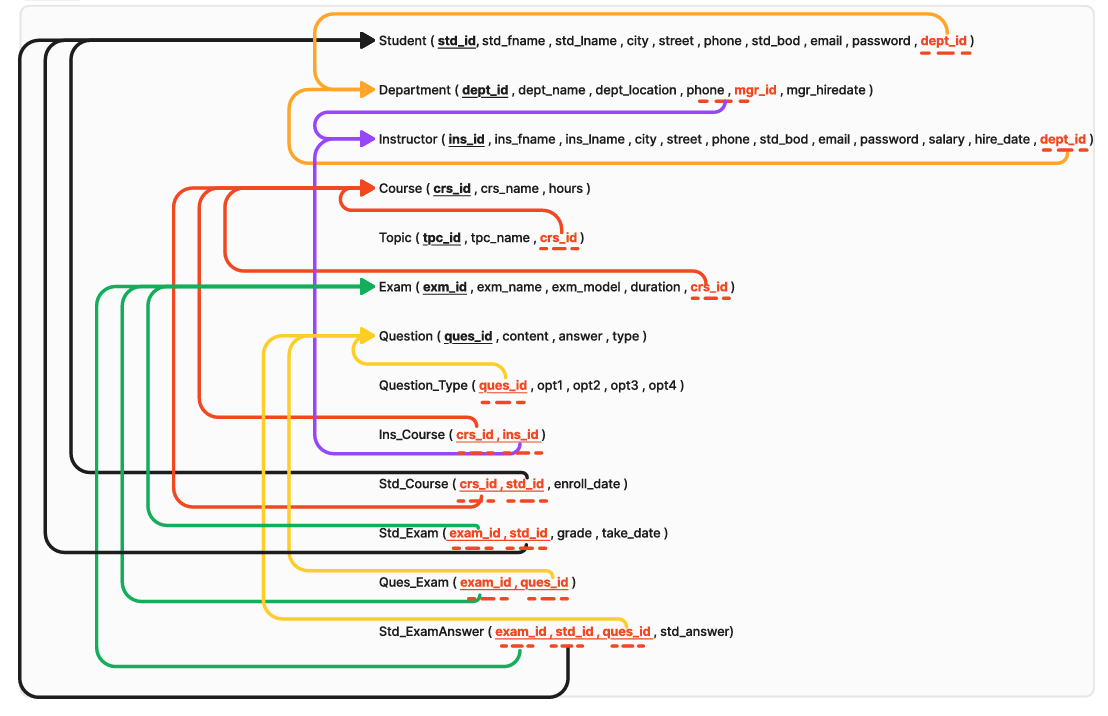 Student ( std_id, std_fname , std_lname , city , street , phone , std_bod , email , password , dept_id )
Department ( dept_id , dept_name , dept_location , phone , mgr_id , mgr_hiredate )
Instructor ( ins_id , ins_fname , ins_lname , city , street , phone , std_bod , email , password , salary , hire_date , dept_id )
Course ( crs_id , crs_name , hours )
Topic ( tpc_id , tpc_name , crs_id )
Exam ( exm_id , exm_name , exm_model , duration , crs_id )
Question ( ques_id , content , answer , type )
Question_Type ( ques_id , opt1 , opt2 , opt3 , opt4 )
Ins_Course ( crs_id , ins_id )
Std_Course ( crs_id , std_id , enroll_date )
Std_Exam ( exam_id , std_id , grade , take_date )
Ques_Exam ( exam_id , ques_id )
Std_ExamAnswer ( exam_id , std_id , ques_id , std_answer)